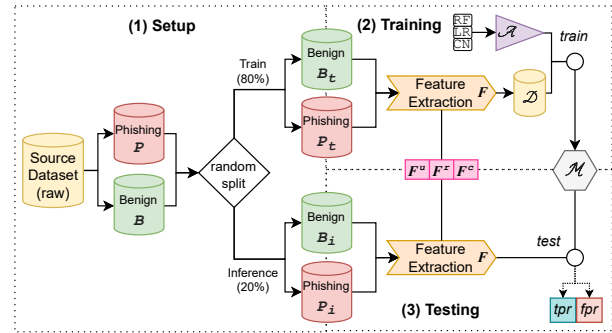 (1) Setup
(2) Training
RF
LR
CN
𝒜
train
Train
(80%)
Benign
B_t
Feature
Extraction F
𝒟
Phishing
P_t
Phishing
P
Source
Dataset
(raw)
Benign
B
random
split
F^u F^r F^c
ℳ
Benign
B_i
Feature
Extraction F
test
Inference
(20%)
Phishing
P_i
(3) Testing
tpr fpr